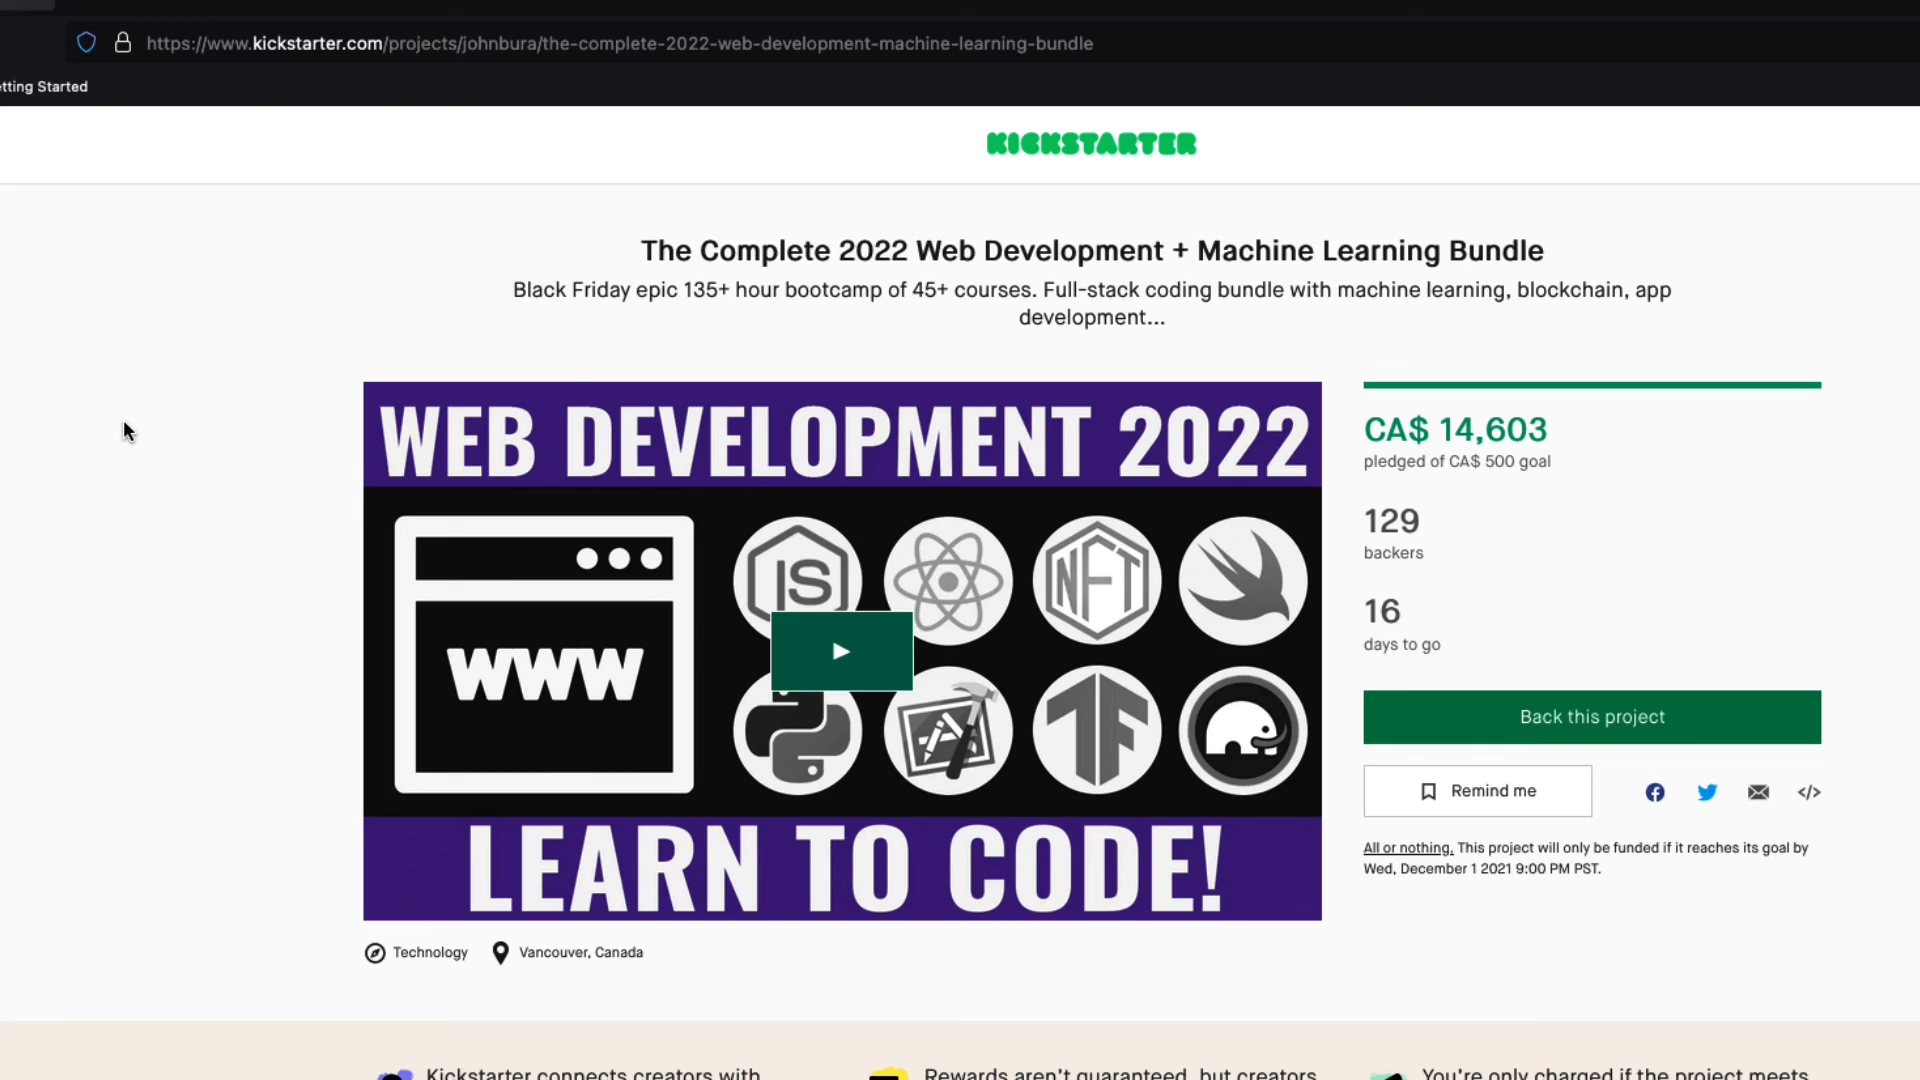 https://www.kickstarter.com/projects/johnbura/the-complete-2022-web-development-machine-learning-bundle
tting Started
KICKSTARTER
The Complete 2022 Web Development + Machine Learning Bundle
Black Friday epic 135+ hour bootcamp of 45+ courses. Full-stack coding bundle with machine learning, blockchain, app
development...
WEB DEVELOPMENT 2022
JS
NFT
WWW
LEARN TO CODE!
CA$ 14,603
pledged of CA$ 500 goal
129
backers
16
days to go
Back this project
Remind me
All or nothing. This project will only be funded if it reaches its goal by
Wed, December 1 2021 9:00 PM PST.
Technology
Vancouver, Canada
Kickstarter connects creators with
Rewards aren't guaranteed, but creators
You're only charged if the project meets